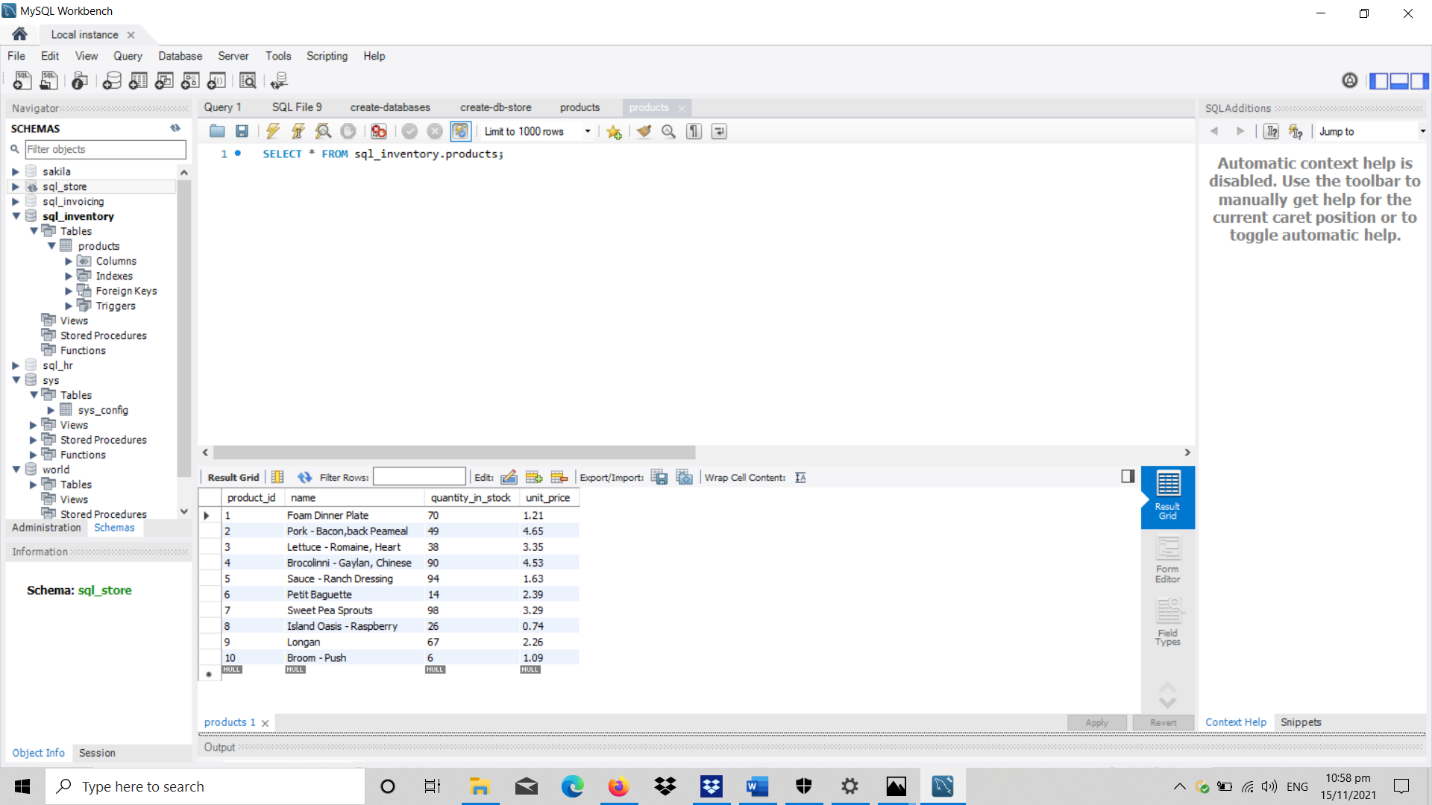 MySQL Workbench
Local instance
File Edit View Query Database Server Tools Scripting Help
Navigator
SCHEMAS
Filter objects
sakila
sql_store
sql_invoicing
sql_inventory
Tables
products
Columns
Indexes
Foreign Keys
Triggers
Views
Stored Procedures
Functions
sql_hr
sys
Tables
sys_config
Views
Stored Procedures
Functions
world
Tables
Views
Stored Procedures
Administration Schemas
Information
Schema: sql_store
Object Info Session
Query 1 SQL File 9 create-databases create-db-store products products
Limit to 1000 rows
1 SELECT * FROM sql_inventory.products;
Result Grid Filter Rows: Edit: Export/Import: Wrap Cell Content:
product_id name quantity_in_stock unit_price
1 Foam Dinner Plate 70 1.21
2 Pork - Bacon,back Peameal 49 4.65
3 Lettuce - Romaine, Heart 38 3.35
4 Brocolinni - Gaylan, Chinese 90 4.53
5 Sauce - Ranch Dressing 94 1.63
6 Petit Baguette 14 2.39
7 Sweet Pea Sprouts 98 3.29
8 Island Oasis - Raspberry 26 0.74
9 Longan 67 2.26
10 Broom - Push 6 1.09
NULL NULL NULL NULL
Result
Grid
Form
Editor
Field
Types
products 1
Apply Revert
Output
SQLAdditions
Jump to
Automatic context help is
disabled. Use the toolbar to
manually get help for the
current caret position or to
toggle automatic help.
Context Help Snippets
Type here to search
ENG
10:58 pm
15/11/2021